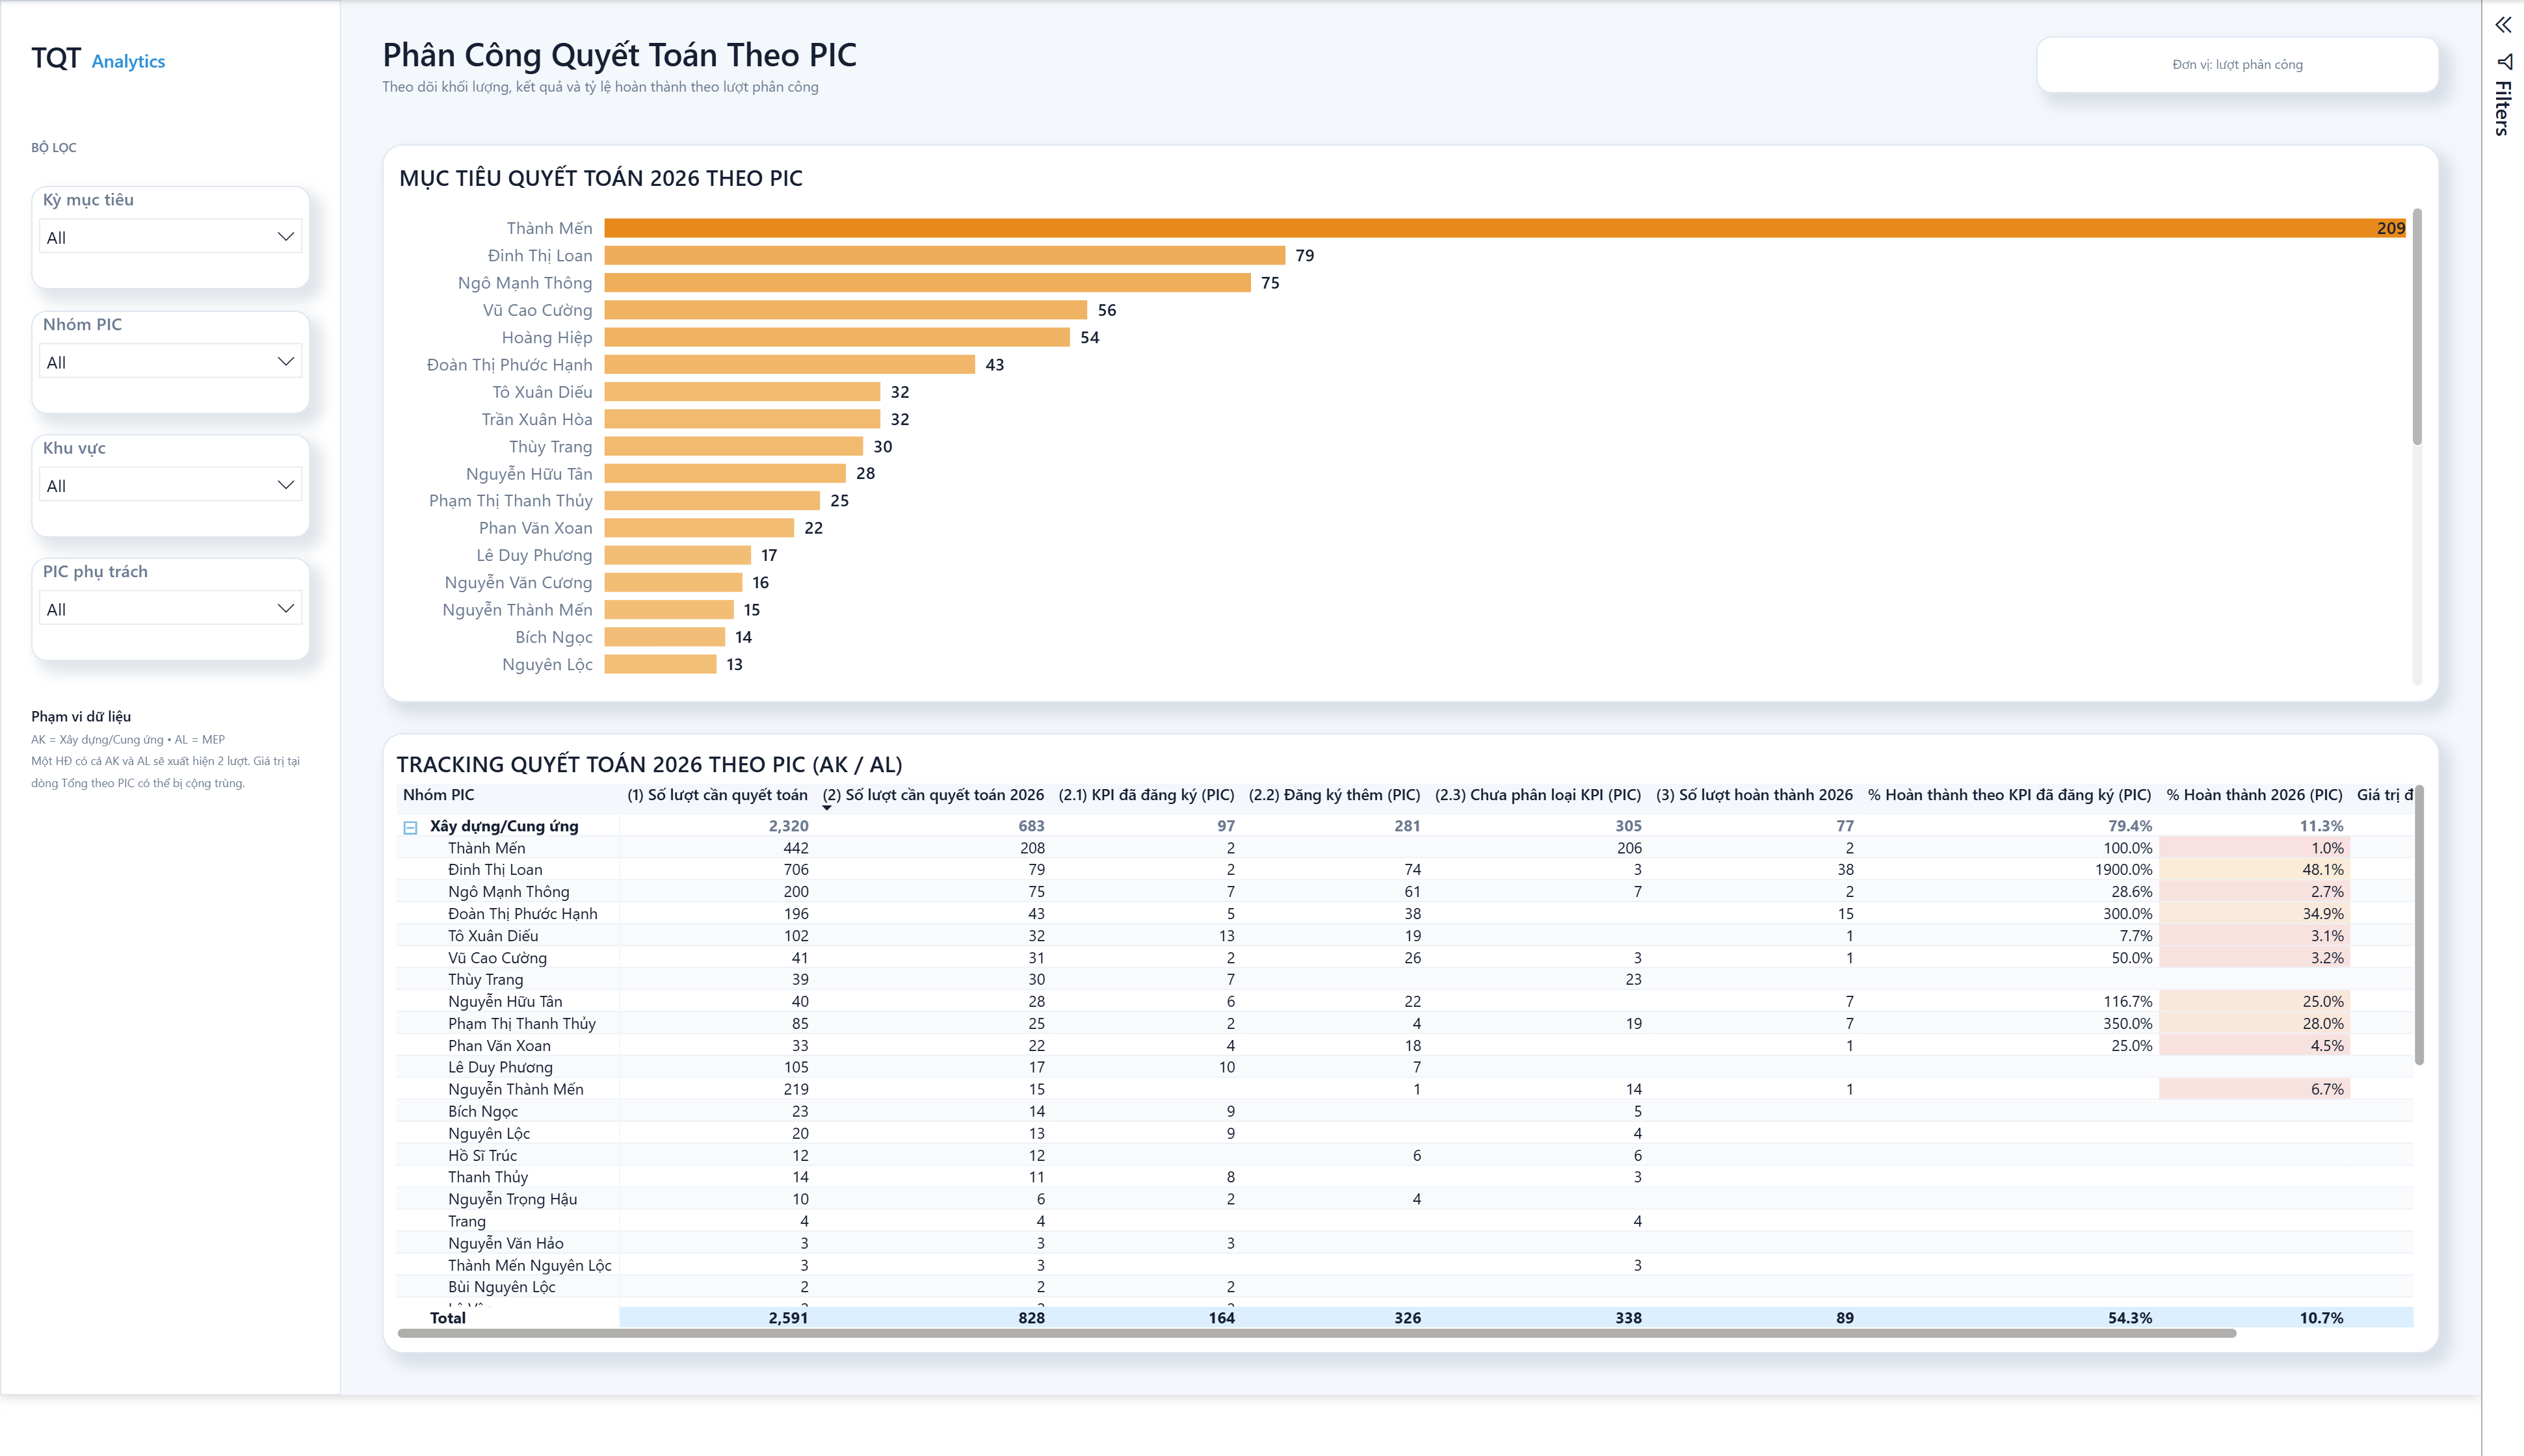 TQT Analytics
BỘ LỌC
Kỳ mục tiêu
All
Nhóm PIC
All
Khu vực
All
PIC phụ trách
All
Phạm vi dữ liệu
AK = Xây dựng/Cung ứng • AL = MEP
Một HĐ có cả AK và AL sẽ xuất hiện 2 lượt. Giá trị tại
dòng Tổng theo PIC có thể bị cộng trùng.
Phân Công Quyết Toán Theo PIC
Theo dõi khối lượng, kết quả và tỷ lệ hoàn thành theo lượt phân công
Đơn vị: lượt phân công
Filters
MỤC TIÊU QUYẾT TOÁN 2026 THEO PIC
Thành Mến 209
Đinh Thị Loan 79
Ngô Mạnh Thông 75
Vũ Cao Cường 56
Hoàng Hiệp 54
Đoàn Thị Phước Hạnh 43
Tô Xuân Diếu 32
Trần Xuân Hòa 32
Thùy Trang 30
Nguyễn Hữu Tân 28
Phạm Thị Thanh Thủy 25
Phan Văn Xoan 22
Lê Duy Phương 17
Nguyễn Văn Cương 16
Nguyễn Thành Mến 15
Bích Ngọc 14
Nguyên Lộc 13
TRACKING QUYẾT TOÁN 2026 THEO PIC (AK / AL)
Nhóm PIC (1) Số lượt cần quyết toán (2) Số lượt cần quyết toán 2026 (2.1) KPI đã đăng ký (PIC) (2.2) Đăng ký thêm (PIC) (2.3) Chưa phân loại KPI (PIC) (3) Số lượt hoàn thành 2026 % Hoàn thành theo KPI đã đăng ký (PIC) % Hoàn thành 2026 (PIC) Giá trị đ
Xây dựng/Cung ứng 2,320 683 97 281 305 77 79.4% 11.3%
Thành Mến 442 208 2 206 2 100.0% 1.0%
Đinh Thị Loan 706 79 2 74 3 38 1900.0% 48.1%
Ngô Mạnh Thông 200 75 7 61 7 2 28.6% 2.7%
Đoàn Thị Phước Hạnh 196 43 5 38 15 300.0% 34.9%
Tô Xuân Diếu 102 32 13 19 1 7.7% 3.1%
Vũ Cao Cường 41 31 2 26 3 1 50.0% 3.2%
Thùy Trang 39 30 7 23
Nguyễn Hữu Tân 40 28 6 22 7 116.7% 25.0%
Phạm Thị Thanh Thủy 85 25 2 4 19 7 350.0% 28.0%
Phan Văn Xoan 33 22 4 18 1 25.0% 4.5%
Lê Duy Phương 105 17 10 7
Nguyễn Thành Mến 219 15 1 14 1 6.7%
Bích Ngọc 23 14 9 5
Nguyên Lộc 20 13 9 4
Hồ Sĩ Trúc 12 12 6 6
Thanh Thủy 14 11 8 3
Nguyễn Trọng Hậu 10 6 2 4
Trang 4 4 4
Nguyễn Văn Hảo 3 3 3
Thành Mến Nguyên Lộc 3 3 3
Bùi Nguyên Lộc 2 2 2
Total 2,591 828 164 326 338 89 54.3% 10.7%